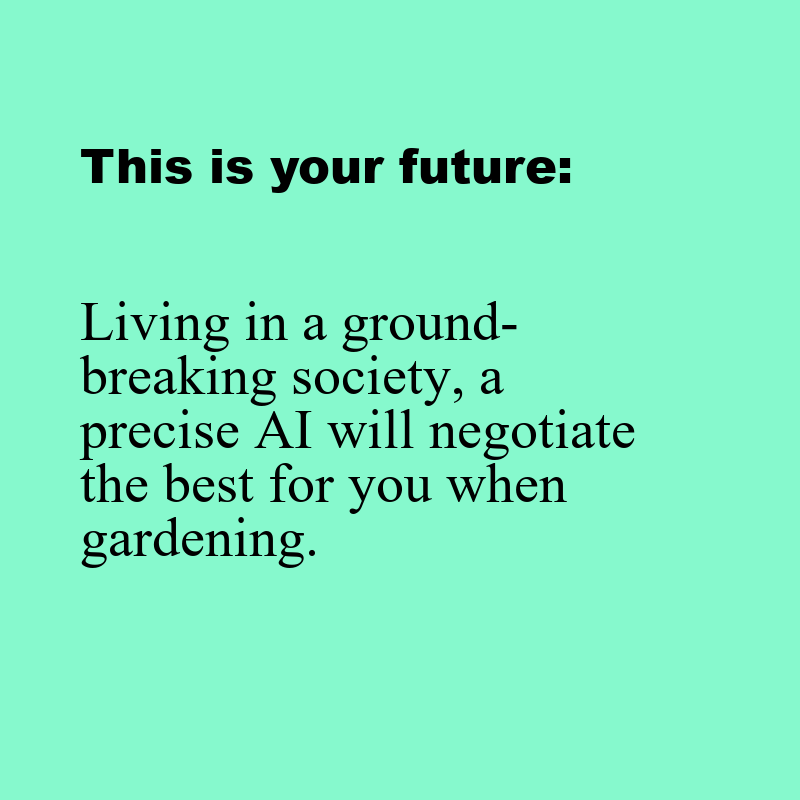 This is your future:
Living in a ground-
breaking society, a
precise AI will negotiate
the best for you when
gardening.